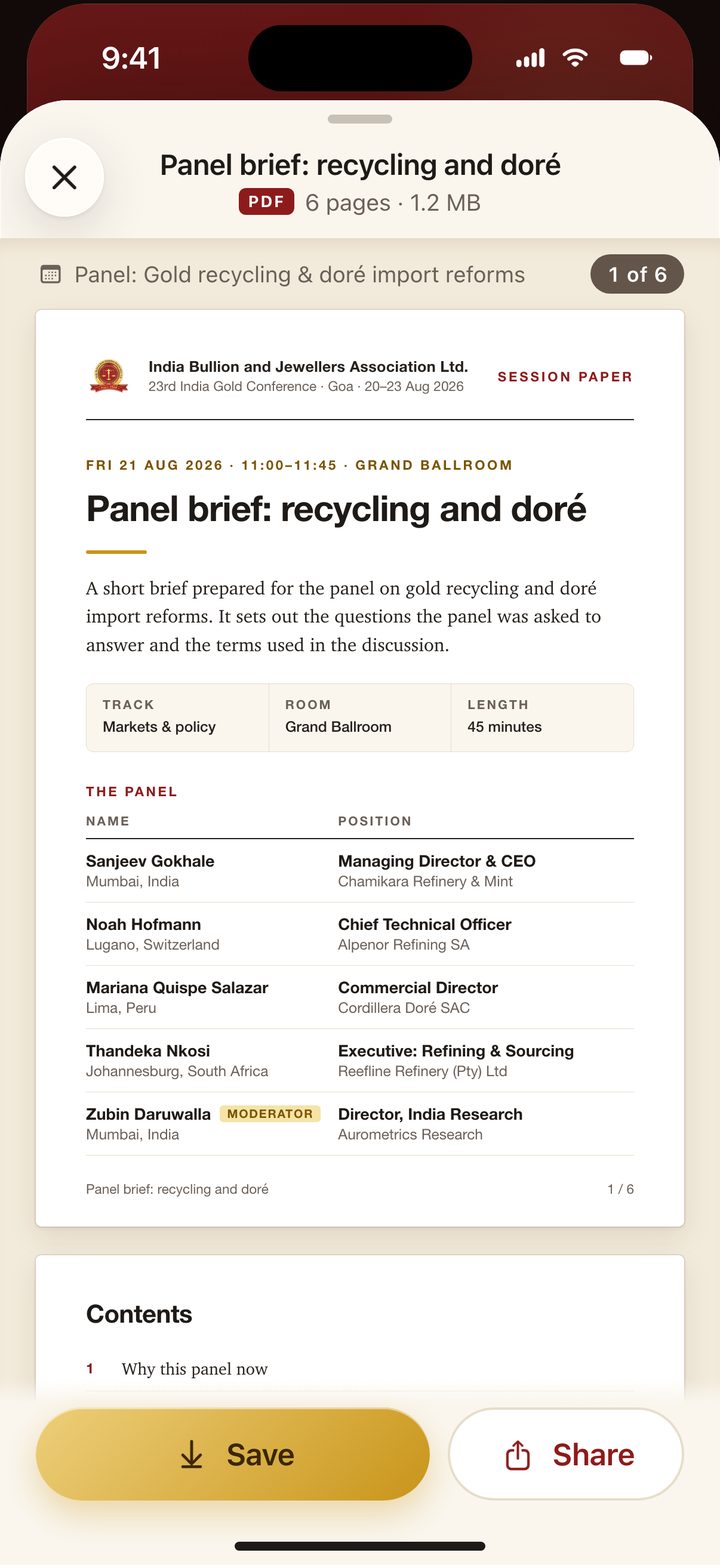 9:41
Panel brief: recycling and doré
PDF 6 pages · 1.2 MB
Panel: Gold recycling & doré import reforms
1 of 6
India Bullion and Jewellers Association Ltd.
23rd India Gold Conference · Goa · 20–23 Aug 2026
SESSION PAPER
FRI 21 AUG 2026 · 11:00–11:45 · GRAND BALLROOM
Panel brief: recycling and doré
A short brief prepared for the panel on gold recycling and doré
import reforms. It sets out the questions the panel was asked to
answer and the terms used in the discussion.
TRACK ROOM LENGTH
Markets & policy Grand Ballroom 45 minutes
THE PANEL
NAME POSITION
Sanjeev Gokhale Managing Director & CEO
Mumbai, India Chamikara Refinery & Mint
Noah Hofmann Chief Technical Officer
Lugano, Switzerland Alpenor Refining SA
Mariana Quispe Salazar Commercial Director
Lima, Peru Cordillera Doré SAC
Thandeka Nkosi Executive: Refining & Sourcing
Johannesburg, South Africa Reefline Refinery (Pty) Ltd
Zubin Daruwalla MODERATOR Director, India Research
Mumbai, India Aurometrics Research
Panel brief: recycling and doré 1 / 6
Contents
1 Why this panel now
Save
Share